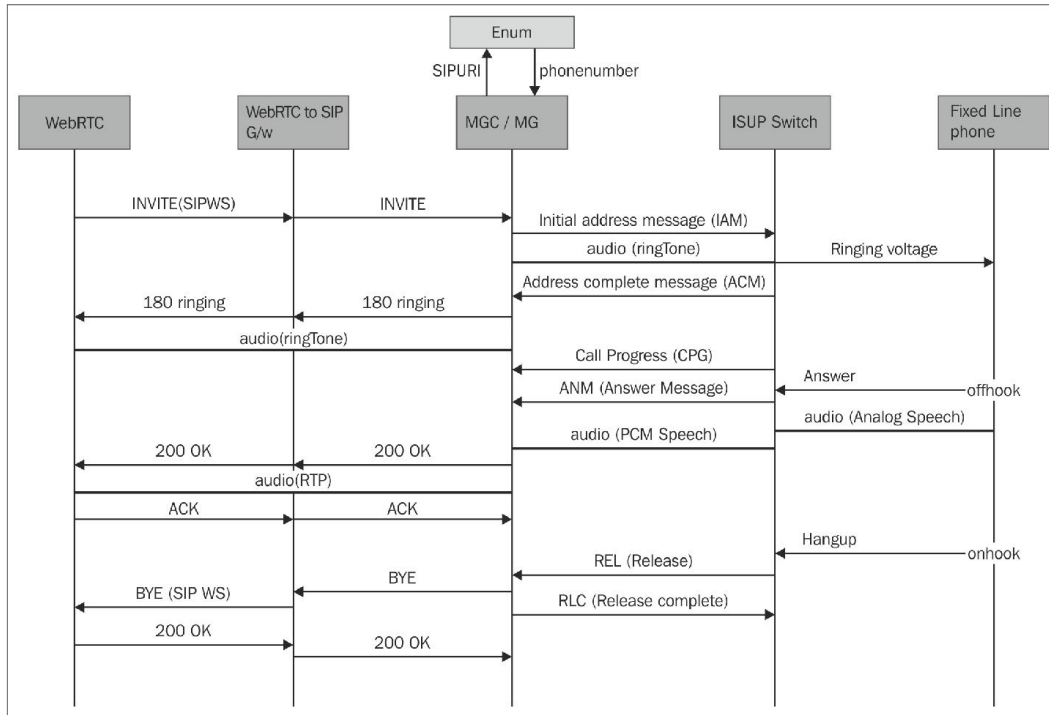 Enum
SIPURI
phonenumber
WebRTC
WebRTC to SIP
G/w
MGC / MG
ISUP Switch
Fixed Line
phone
INVITE(SIPWS)
INVITE
Initial address message (IAM)
audio (ringTone)
Ringing voltage
Address complete message (ACM)
180 ringing
180 ringing
audio(ringTone)
Call Progress (CPG)
Answer
offhook
ANM (Answer Message)
audio (Analog Speech)
audio (PCM Speech)
200 OK
200 OK
audio(RTP)
ACK
ACK
Hangup
onhook
REL (Release)
BYE
BYE (SIP WS)
RLC (Release complete)
200 OK
200 OK